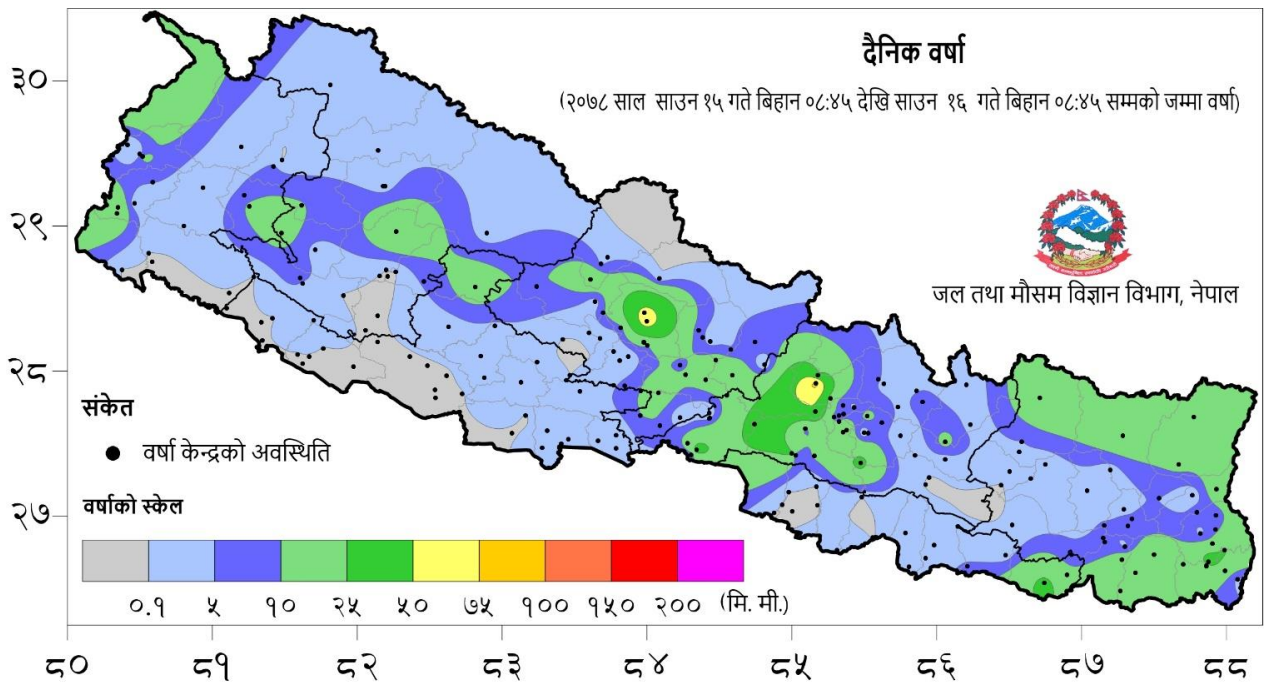 दैनिक वर्षा
(२०७८ साल साउन १५ गते बिहान ०८:४५ देखि साउन १६ गते बिहान ०८:४५ सम्मको जम्मा वर्षा)
३०
२९
जल तथा मौसम विज्ञान विभाग, नेपाल
२८
संकेत
वर्षा केन्द्रको अवस्थिति
वर्षाको स्केल
२७
०.१ ५ १० २५ ५० ७५ १०० १५० २०० (मि. मी.)
८० ८१ ८२ ८३ ८४ ८५ ८६ ८७ ८८